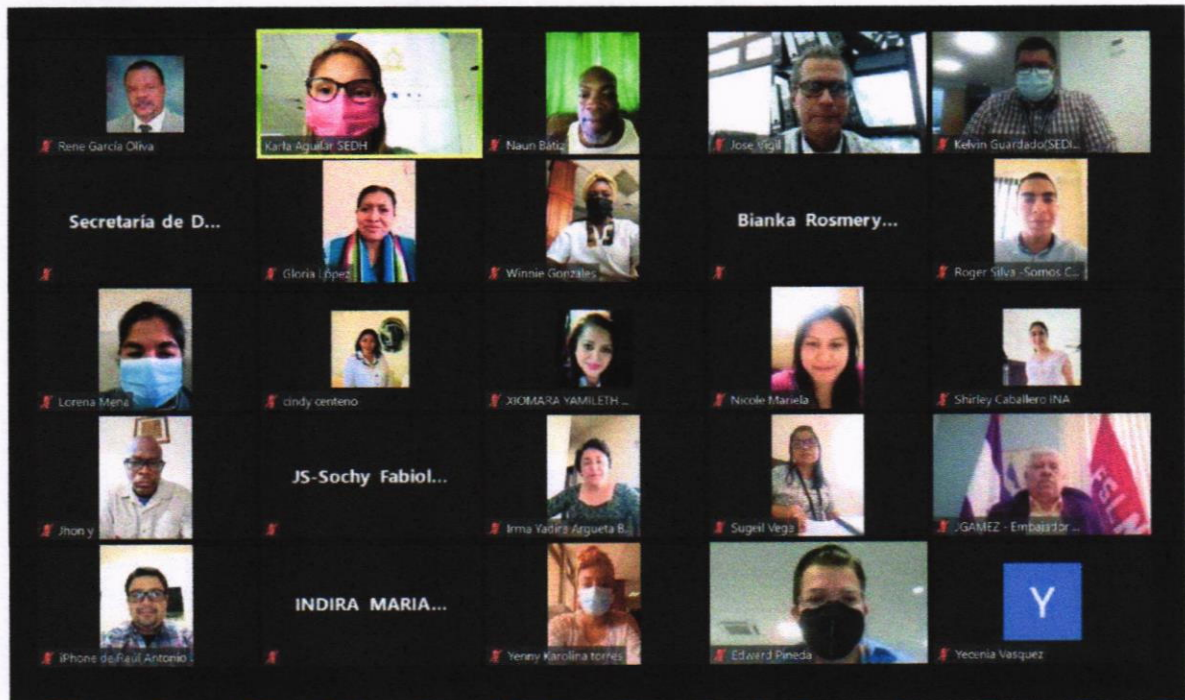 Rene García Oliva
Karla Aguilar SEDH
Naun Bátiz
Jose Vigil
Kelvin Guardado(SEDI...
Secretaría de D...
Gloria López
Winnie Gonzales
Bianka Rosmery...
Roger Silva -Somos C...
Lorena Mena
cindy centeno
XIOMARA YAMILETH ...
Nicole Mariela
Shirley Caballero INA
Jhon y
JS-Sochy Fabiol...
Irma Yadira Argueta B...
Sugeil Vega
JGAMEZ - Embajador ...
FSLN
iPhone de Raúl Antonio
INDIRA MARIA...
Yenny Karolina torres
Edward Pineda
Y
Yecenia Vasquez